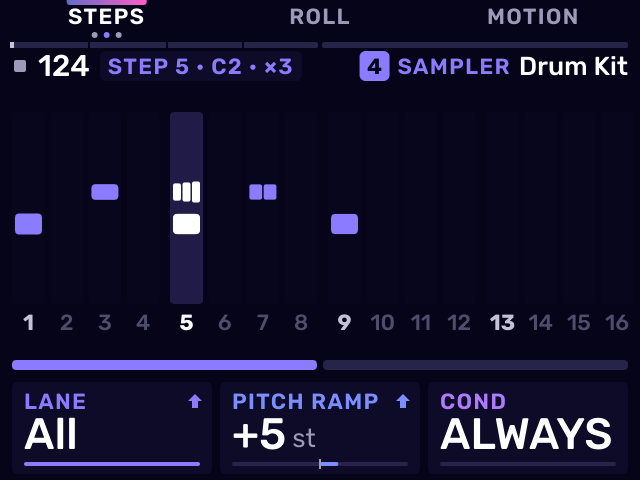 STEPS ROLL MOTION
124 STEP 5 • C2 • ×3 4 SAMPLER Drum Kit
1 2 3 4 5 6 7 8 9 10 11 12 13 14 15 16
LANE PITCH RAMP COND
All +5 st ALWAYS